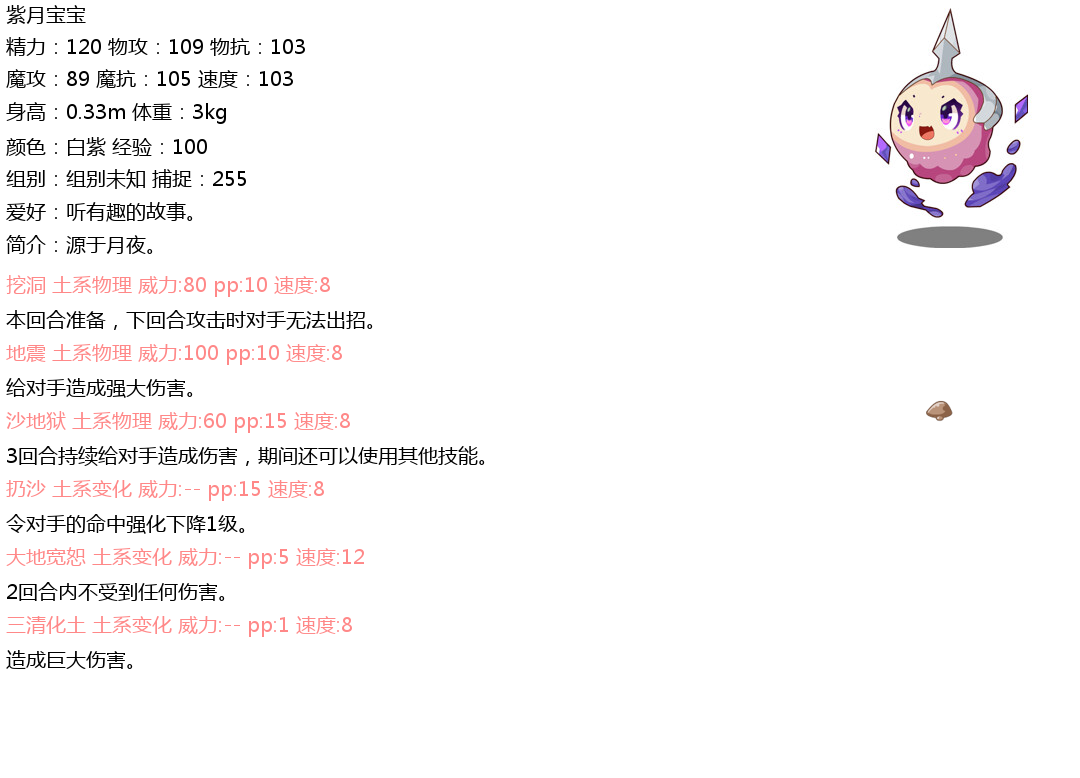 紫月宝宝
精力：120 物攻：109 物抗：103
魔攻：89 魔抗：105 速度：103
身高：0.33m 体重：3kg
颜色：白紫 经验：100
组别：组别未知 捕捉：255
爱好：听有趣的故事。
简介：源于月夜。
挖洞 土系物理 威力:80 pp:10 速度:8
本回合准备，下回合攻击时对手无法出招。
地震 土系物理 威力:100 pp:10 速度:8
给对手造成强大伤害。
沙地狱 土系物理 威力:60 pp:15 速度:8
3回合持续给对手造成伤害，期间还可以使用其他技能。
扔沙 土系变化 威力:-- pp:15 速度:8
令对手的命中强化下降1级。
大地宽恕 土系变化 威力:-- pp:5 速度:12
2回合内不受到任何伤害。
三清化土 土系变化 威力:-- pp:1 速度:8
造成巨大伤害。